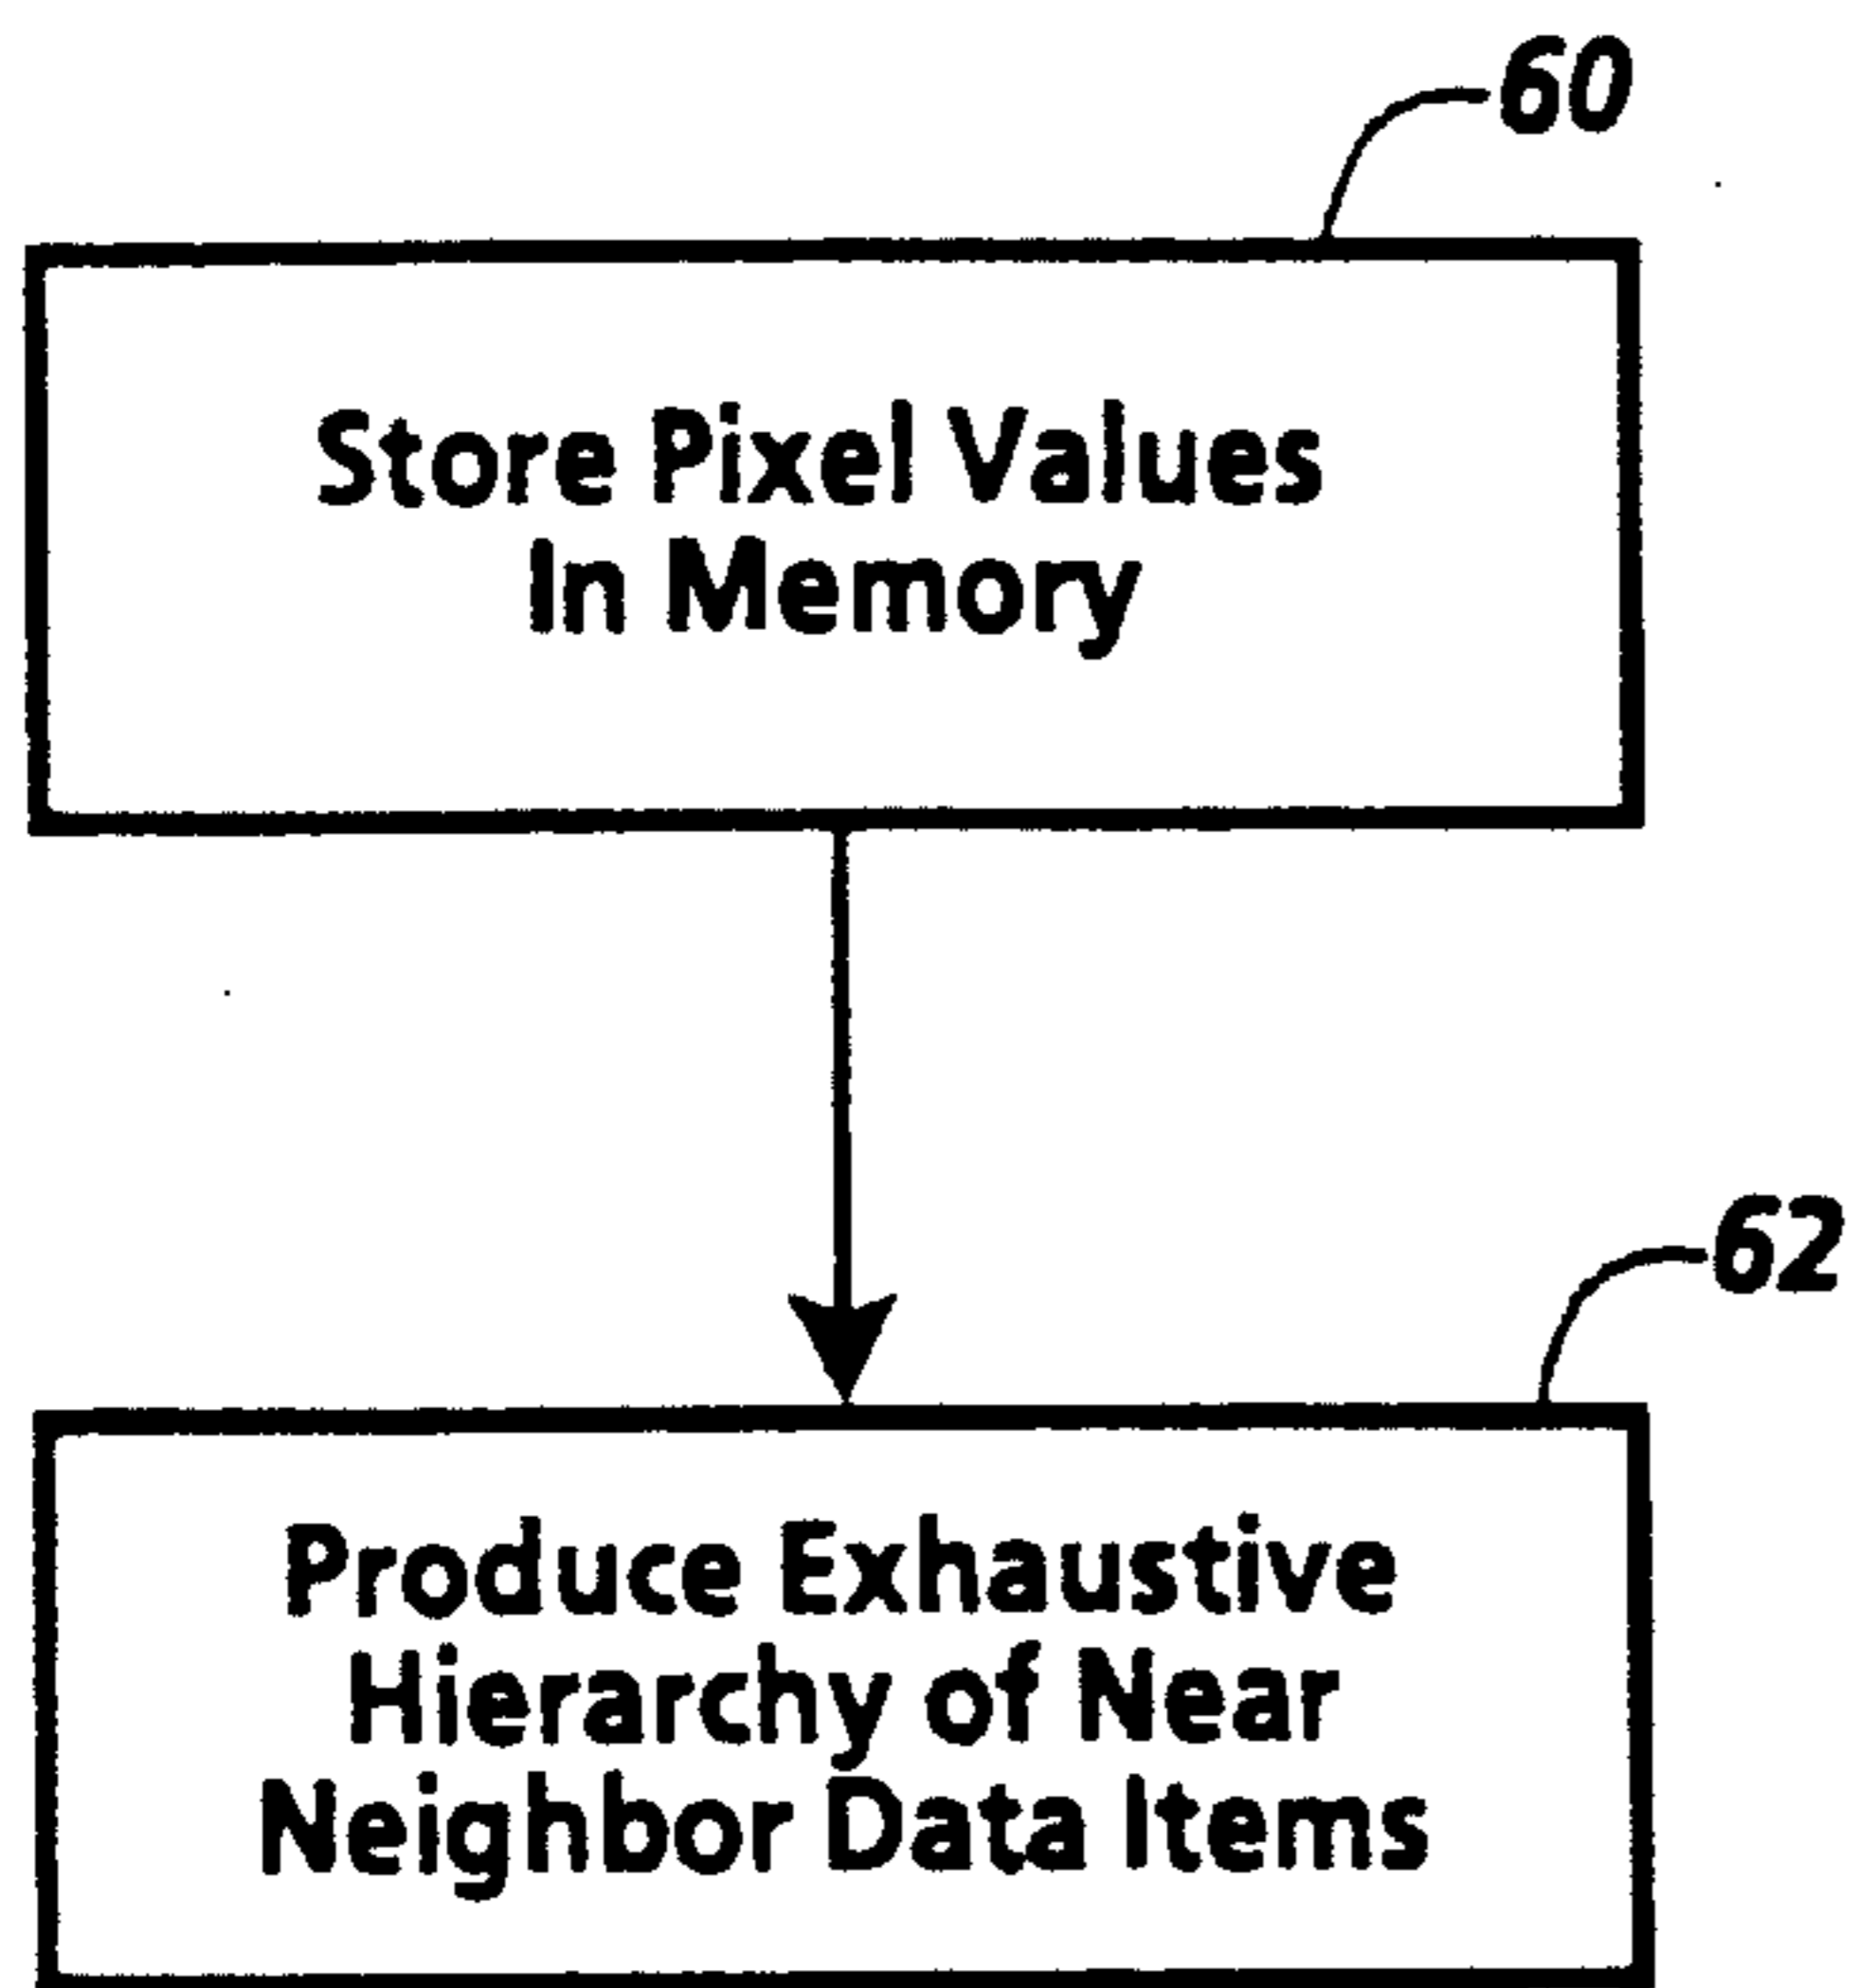 60
Store Pixel Values
In Memory
62
Produce Exhaustive
Hierarchy of Near
Neighbor Data Items